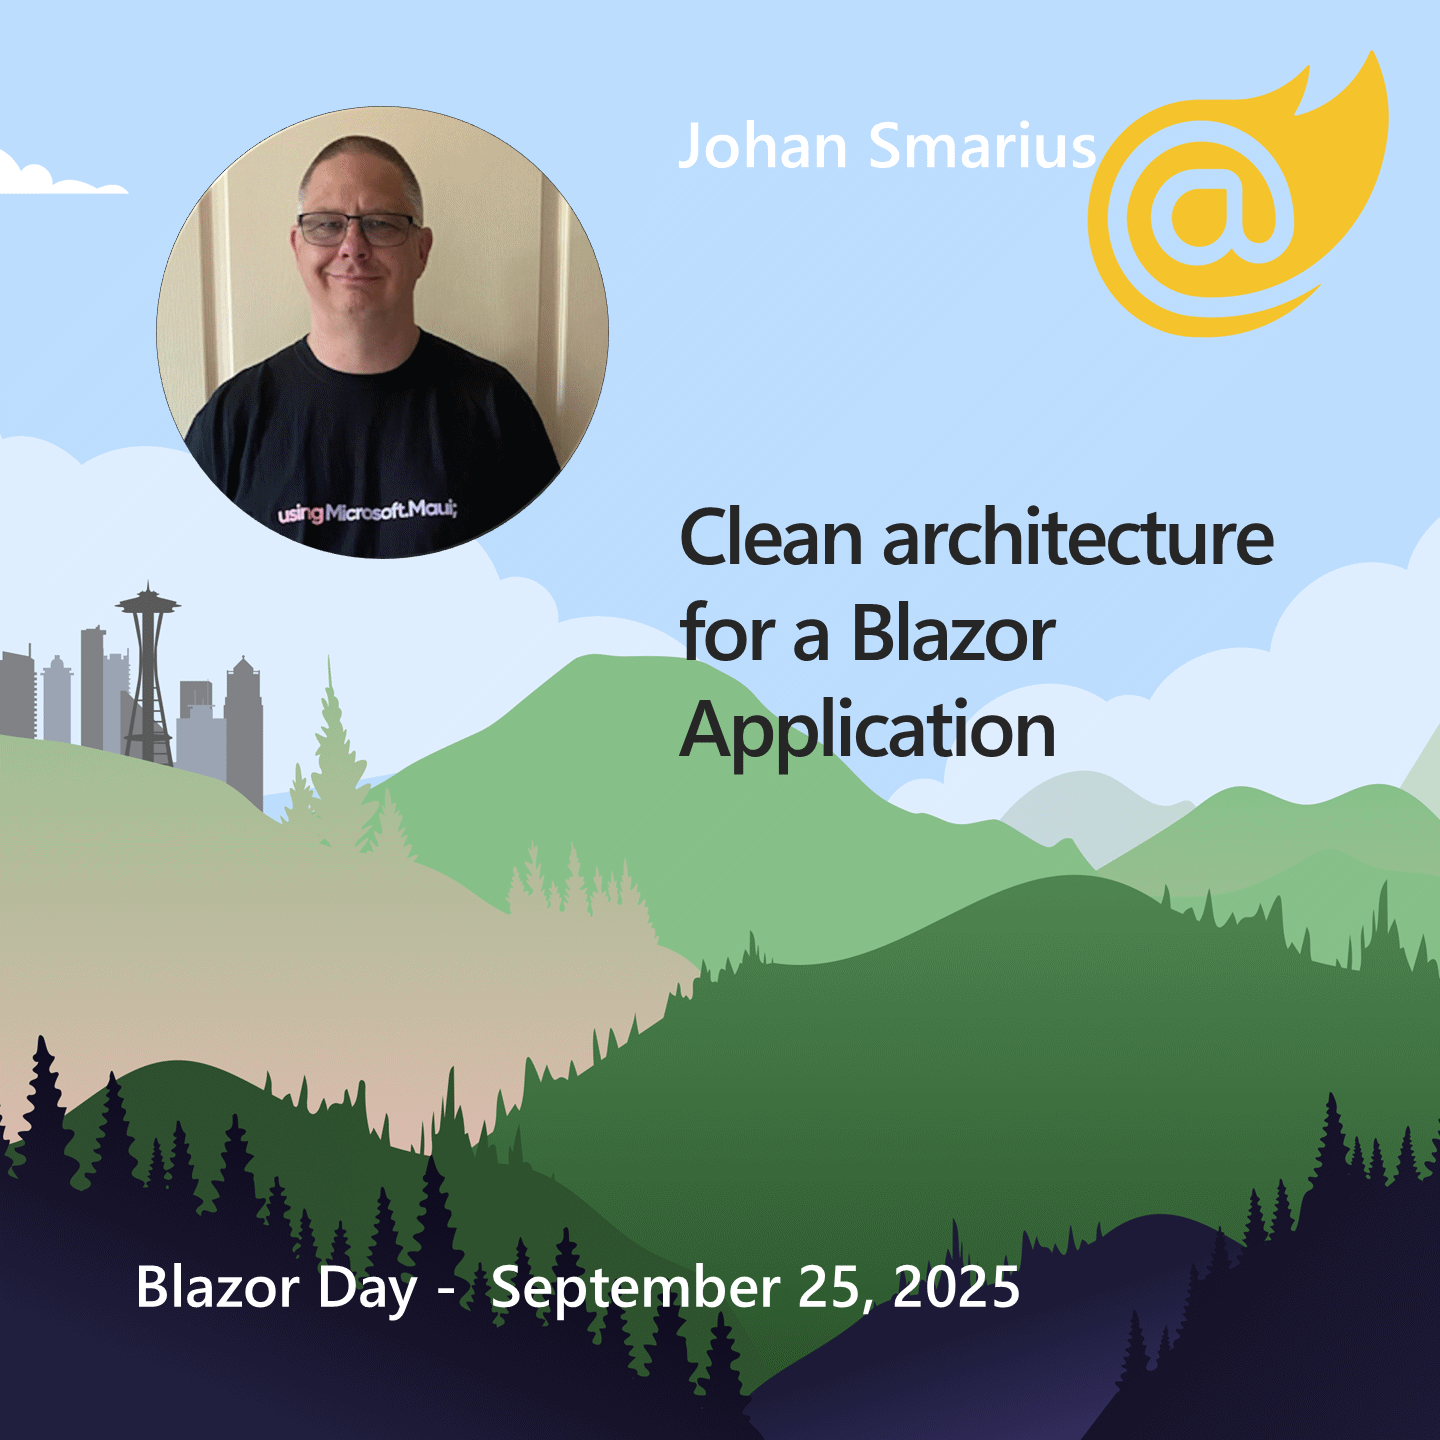 Johan Smarius
@
using Microsoft.Maui;
Clean architecture
for a Blazor
Application
Blazor Day - September 25, 2025